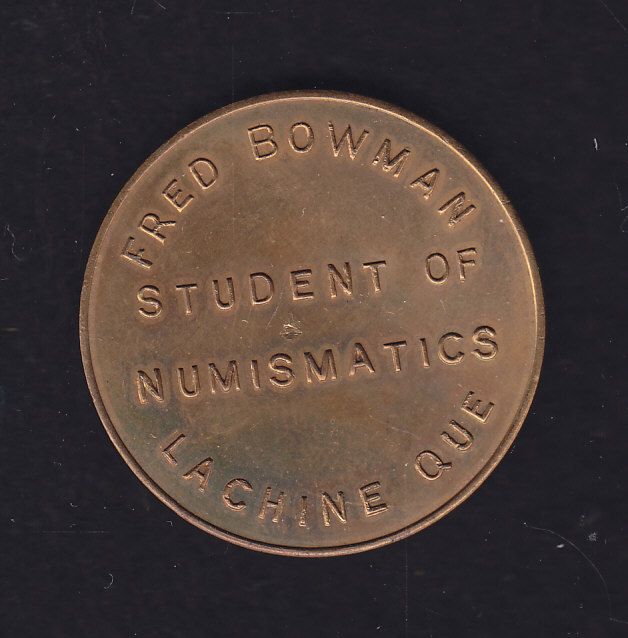 FRED BOWMAN
STUDENT OF
NUMISMATICS
LACHINE QUE